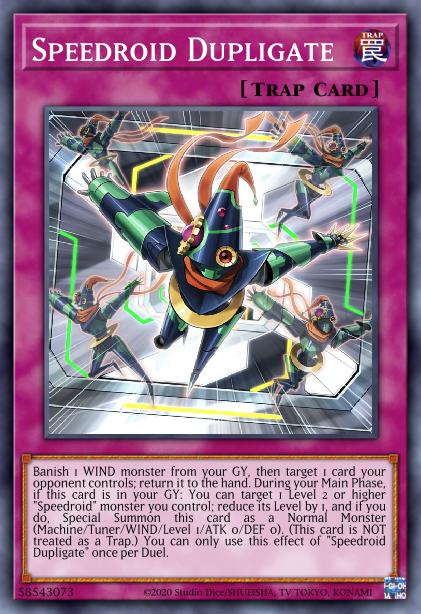 SPEEDROID DUPLIGATE
TRAP
罠
[TRAP CARD]
Banish 1 WIND monster from your GY, then target 1 card your
opponent controls; return it to the hand. During your Main Phase,
if this card is in your GY: You can target 1 Level 2 or higher
"Speedroid" monster you control; reduce its Level by 1, and if you
do, Special Summon this card as a Normal Monster
(Machine/Tuner/WIND/Level 1/ATK 0/DEF 0). (This card is NOT
treated as a Trap.) You can only use this effect of "Speedroid
Dupligate" once per Duel.
58543073
©2020 Studio Dice/SHUEISHA, TV TOKYO, KONAMI